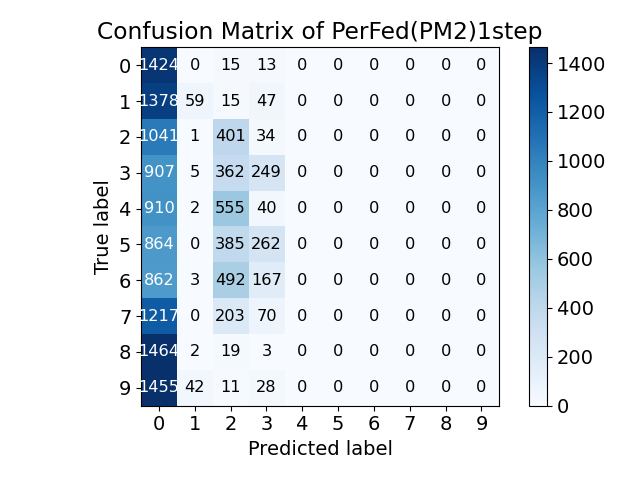 Confusion Matrix of PerFed(PM2)1step
0 1424 0 15 13 0 0 0 0 0 0 1400
1 1378 59 15 47 0 0 0 0 0 0 1200
2 1041 1 401 34 0 0 0 0 0 0 1000
3 907 5 362 249 0 0 0 0 0 0
4 910 2 555 40 0 0 0 0 0 0 800
5 864 0 385 262 0 0 0 0 0 0 600
6 862 3 492 167 0 0 0 0 0 0
7 1217 0 203 70 0 0 0 0 0 0 400
8 1464 2 19 3 0 0 0 0 0 0 200
9 1455 42 11 28 0 0 0 0 0 0 0
True label
0 1 2 3 4 5 6 7 8 9
Predicted label